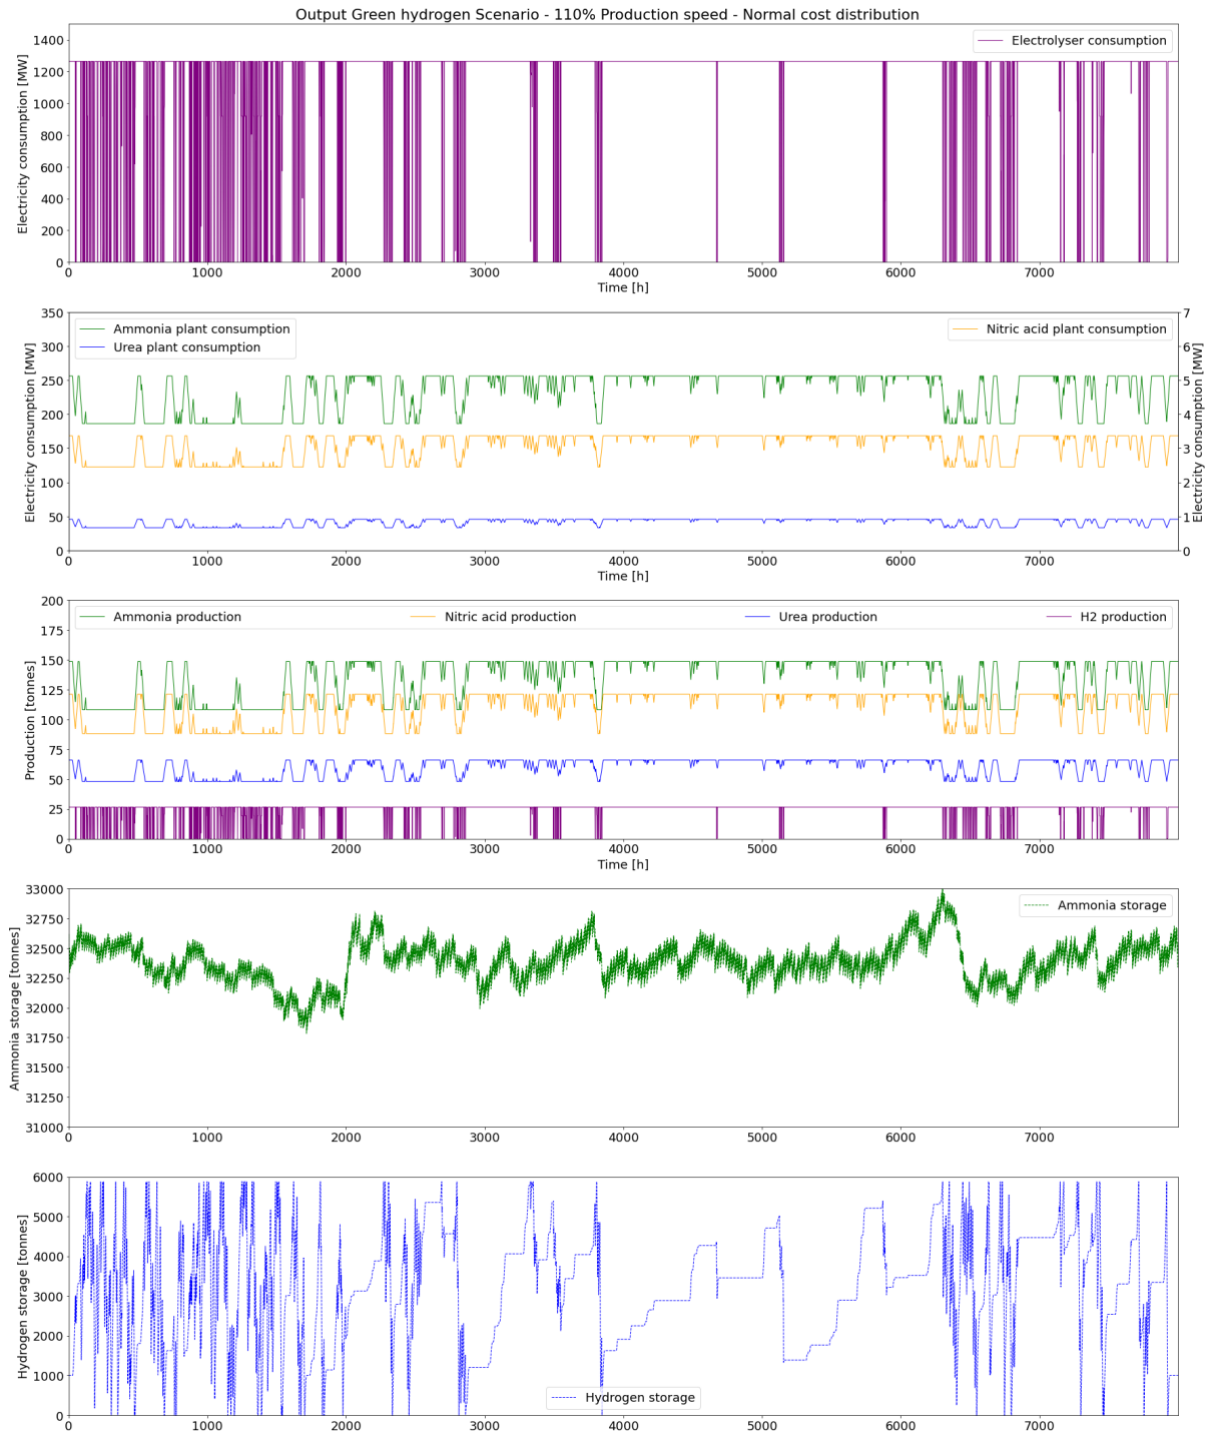 Output Green hydrogen Scenario - 110% Production speed - Normal cost distribution
Electricity consumption [MW]
1400
1200
1000
800
600
400
200
0
Electrolyser consumption
0 1000 2000 3000 4000 5000 6000 7000
Time [h]
Electricity consumption [MW]
350
300
250
200
150
100
50
0
Ammonia plant consumption
Urea plant consumption
Nitric acid plant consumption
7
6
5
4
3
2
1
0
Electricity consumption [MW]
0 1000 2000 3000 4000 5000 6000 7000
Time [h]
Production [tonnes]
200
175
150
125
100
75
50
25
0
Ammonia production Nitric acid production Urea production H2 production
0 1000 2000 3000 4000 5000 6000 7000
Time [h]
Ammonia storage [tonnes]
33000
32750
32500
32250
32000
31750
31500
31250
31000
Ammonia storage
0 1000 2000 3000 4000 5000 6000 7000
Hydrogen storage [tonnes]
6000
5000
4000
3000
2000
1000
0
Hydrogen storage
0 1000 2000 3000 4000 5000 6000 7000